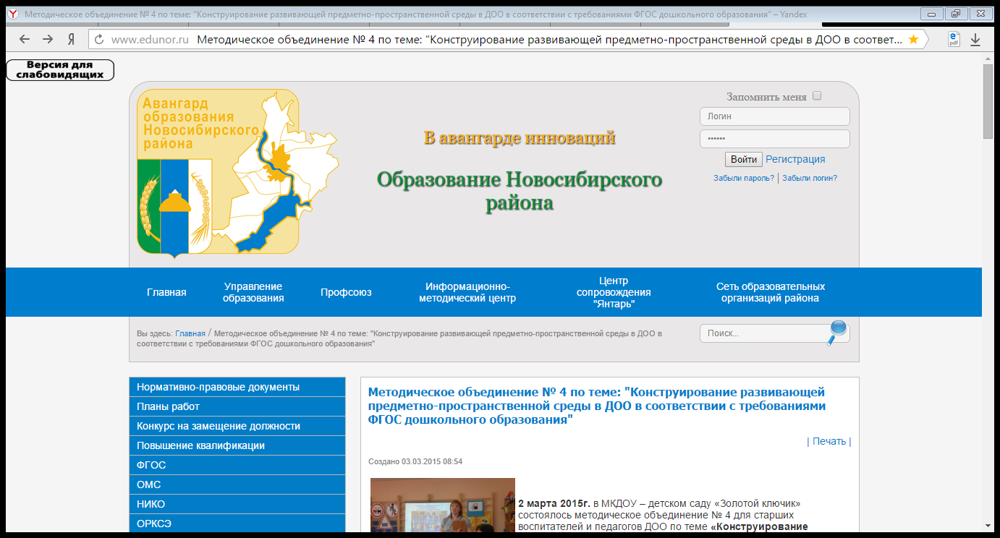 Методическое объединение № 4 по теме: "Конструирование развивающей предметно-пространственной среды в ДОО в соответствии с требованиями ФГОС дошкольного образования" – Yandex
www.edunor.ru Методическое объединение № 4 по теме: "Конструирование развивающей предметно-пространственной среды в ДОО в соответ...
pdf
Версия для
слабовидящих
Авангард
образования
Новосибирского
района
В авангарде инноваций
Образование Новосибирского
района
Запомнить меня
Логин
••••••
Войти Регистрация
Забыли пароль? | Забыли логин?
Главная
Управление
образования
Профсоюз
Информационно-
методический центр
Центр
сопровождения
"Янтарь"
Сеть образовательных
организаций района
Вы здесь: Главная / Методическое объединение № 4 по теме: "Конструирование развивающей предметно-пространственной среды в ДОО в
соответствии с требованиями ФГОС дошкольного образования"
Поиск...
Нормативно-правовые документы
Планы работ
Конкурс на замещение должности
Повышение квалификации
ФГОС
ОМС
НИКО
ОРКСЭ
Методическое объединение № 4 по теме: "Конструирование развивающей
предметно-пространственной среды в ДОО в соответствии с требованиями
ФГОС дошкольного образования"
| Печать |
Создано 03.03.2015 08:54
2 марта 2015г. в МКДОУ – детском саду «Золотой ключик»
состоялось методическое объединение № 4 для старших
воспитателей и педагогов ДОО по теме «Конструирование